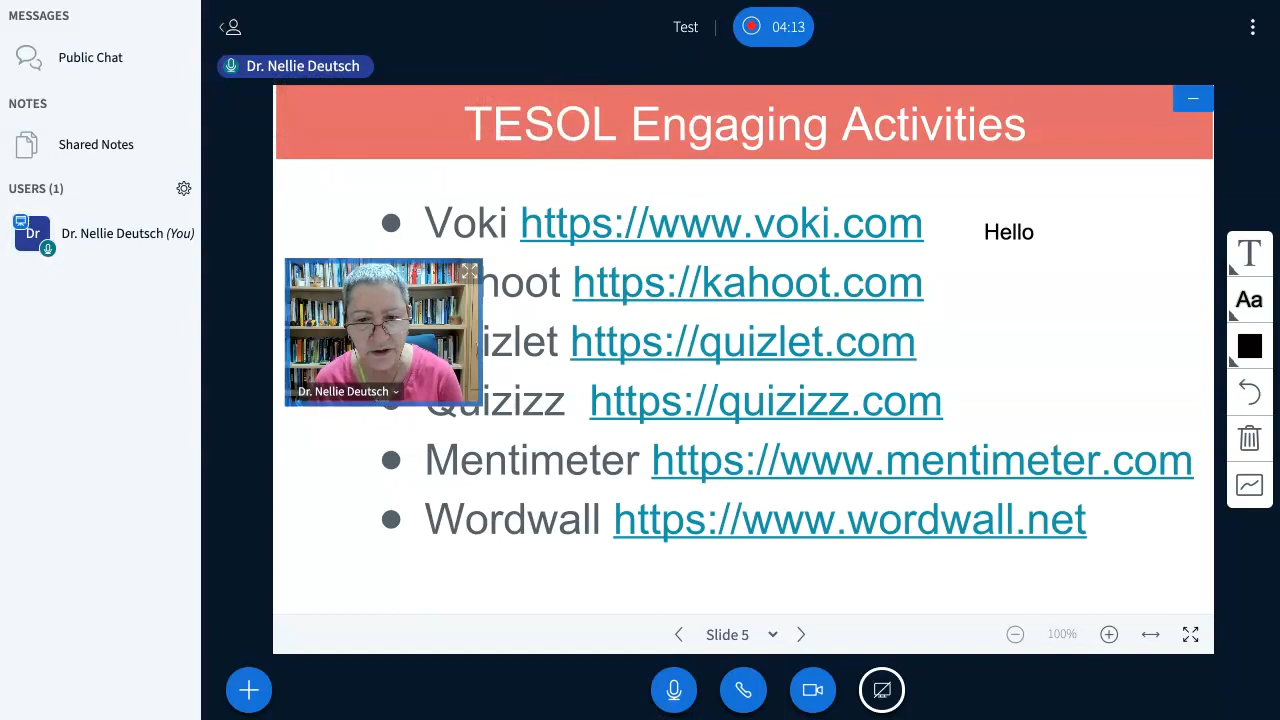 MESSAGES
Public Chat
NOTES
Shared Notes
USERS (1)
Dr
Dr. Nellie Deutsch (You)
Test
04:13
Dr. Nellie Deutsch
TESOL Engaging Activities
Voki https://www.voki.com
Hello
https://kahoot.com
https://quizlet.com
Quizizz https://quizizz.com
Mentimeter https://www.mentimeter.com
Wordwall https://www.wordwall.net
Dr. Nellie Deutsch
T
Aa
Slide 5
100%